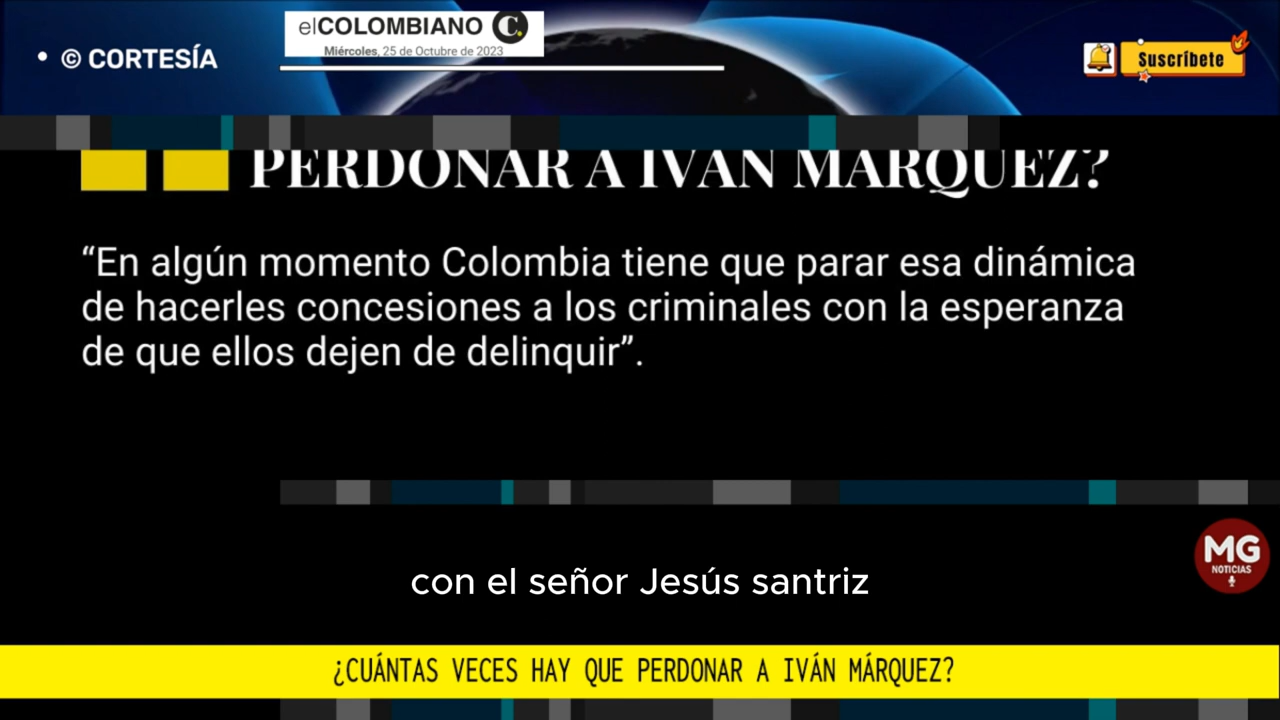 elCOLOMBIANO C.
Miércoles, 25 de Octubre de 2023
• © CORTESÍA
Suscríbete
PERDONAR A IVÁN MÁRQUEZ?
“En algún momento Colombia tiene que parar esa dinámica
de hacerles concesiones a los criminales con la esperanza
de que ellos dejen de delinquir”.
MG
NOTICIAS
con el señor Jesús santriz
¿CUÁNTAS VECES HAY QUE PERDONAR A IVÁN MÁRQUEZ?